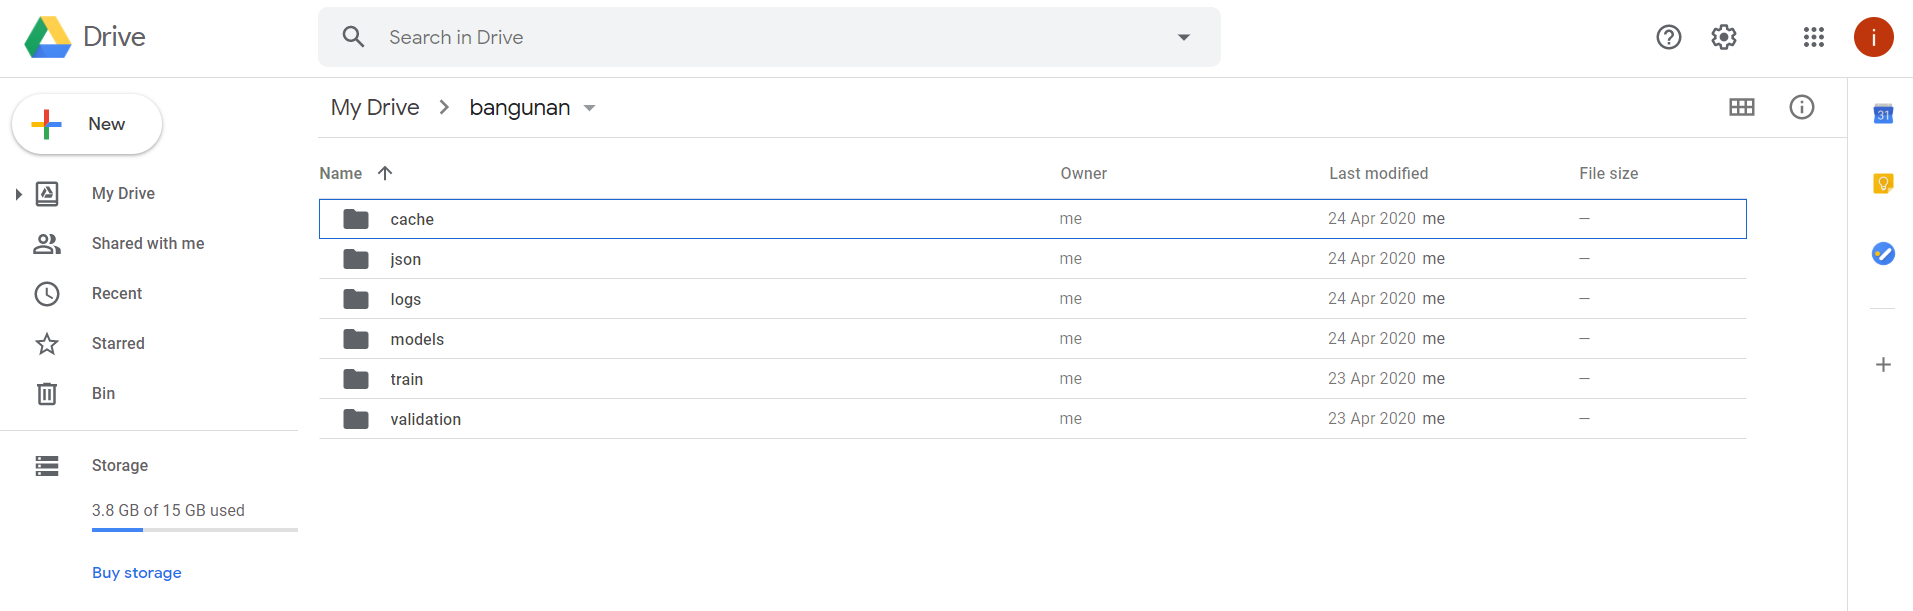 Drive
Search in Drive
i
New
My Drive
Shared with me
Recent
Starred
Bin
Storage
3.8 GB of 15 GB used
Buy storage
My Drive > bangunan
Name Owner Last modified File size
cache me 24 Apr 2020 me —
json me 24 Apr 2020 me —
logs me 24 Apr 2020 me —
models me 24 Apr 2020 me —
train me 23 Apr 2020 me —
validation me 23 Apr 2020 me —
31